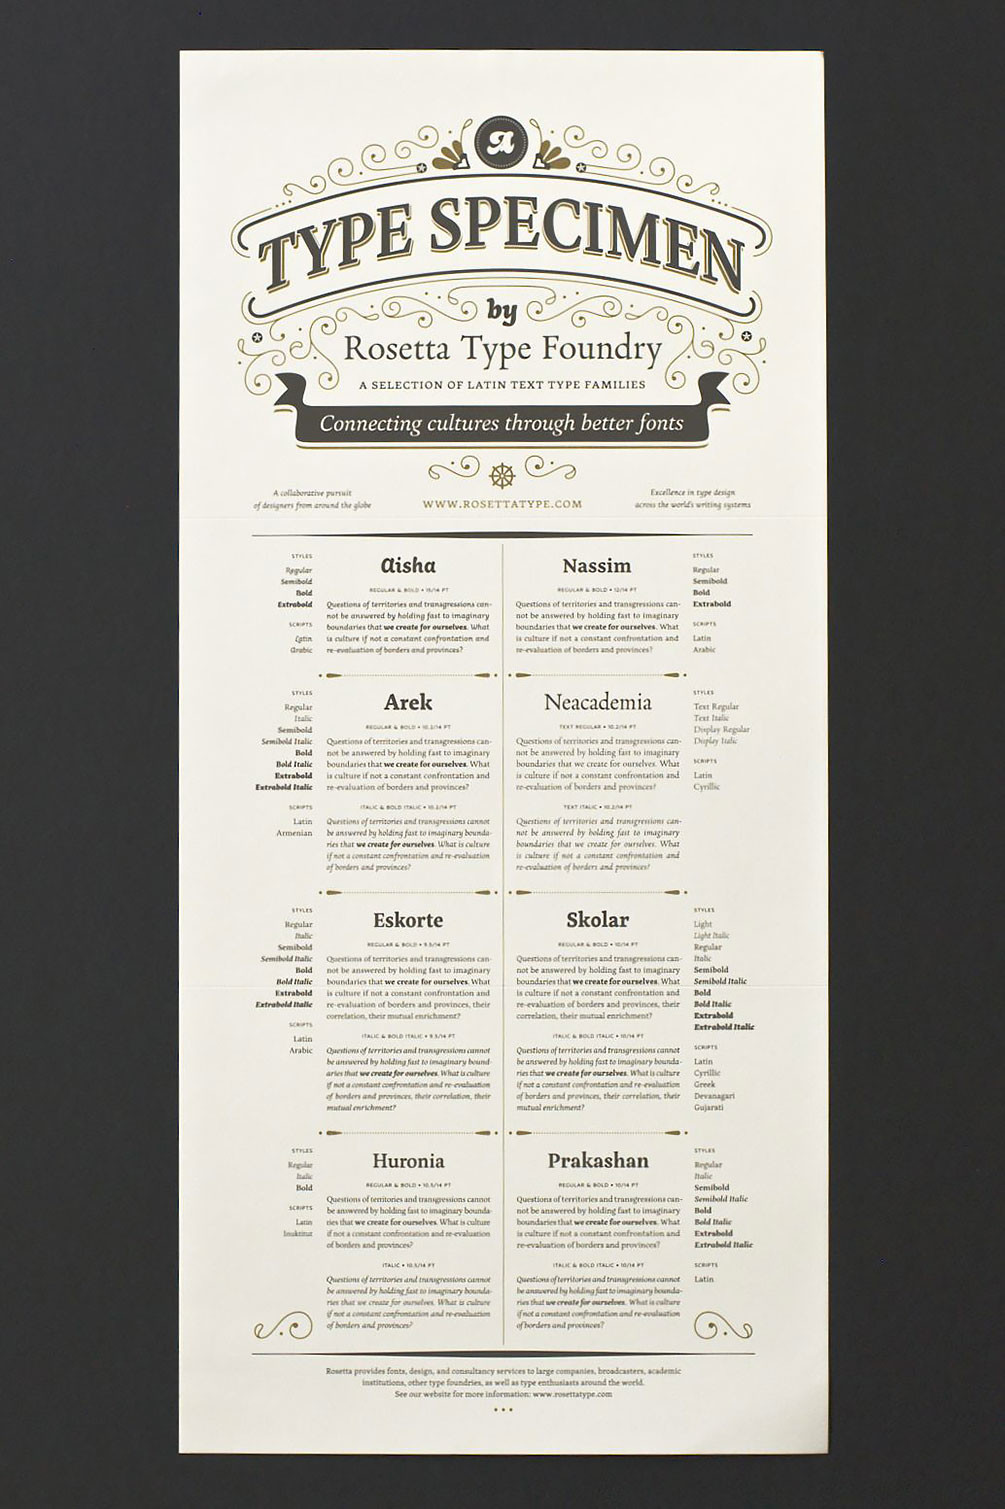 A
TYPE SPECIMEN
by
Rosetta Type Foundry
A SELECTION OF LATIN TEXT TYPE FAMILIES
Connecting cultures through better fonts
A collaborative pursuit
of designers from around the globe
WWW.ROSETTATYPE.COM
Excellence in type design
across the world's writing systems
STYLES
Regular
Semibold
Bold
Extrabold
SCRIPTS
Latin
Arabic
Aisha
REGULAR & BOLD • 15/14 PT
Questions of territories and transgressions can-
not be answered by holding fast to imaginary
boundaries that we create for ourselves. What
is culture if not a constant confrontation and
re-evaluation of borders and provinces?
Nassim
REGULAR & BOLD • 12/14 PT
Questions of territories and transgressions can-
not be answered by holding fast to imaginary
boundaries that we create for ourselves. What
is culture if not a constant confrontation and
re-evaluation of borders and provinces?
STYLES
Regular
Semibold
Bold
Extrabold
SCRIPTS
Latin
Arabic
STYLES
Regular
Italic
Semibold
Semibold Italic
Bold
Bold Italic
Extrabold
Extrabold Italic
SCRIPTS
Latin
Armenian
Arek
REGULAR & BOLD • 10.2/14 PT
Questions of territories and transgressions can-
not be answered by holding fast to imaginary
boundaries that we create for ourselves. What
is culture if not a constant confrontation and
re-evaluation of borders and provinces?
ITALIC & BOLD ITALIC • 10.2/14 PT
Questions of territories and transgressions cannot
be answered by holding fast to imaginary bounda-
ries that we create for ourselves. What is culture
if not a constant confrontation and re-evaluation
of borders and provinces?
Neacademia
TEXT REGULAR • 10.2/14 PT
Questions of territories and transgressions can-
not be answered by holding fast to imaginary
boundaries that we create for ourselves. What
is culture if not a constant confrontation and
re-evaluation of borders and provinces?
TEXT ITALIC • 10.2/14 PT
Questions of territories and transgressions can-
not be answered by holding fast to imaginary
boundaries that we create for ourselves. What
is culture if not a constant confrontation and
re-evaluation of borders and provinces?
STYLES
Text Regular
Text Italic
Display Regular
Display Italic
SCRIPTS
Latin
Cyrillic
STYLES
Regular
Italic
Semibold
Semibold Italic
Bold
Bold Italic
Extrabold
Extrabold Italic
SCRIPTS
Latin
Arabic
Eskorte
REGULAR & BOLD • 9.5/14 PT
Questions of territories and transgressions can-
not be answered by holding fast to imaginary
boundaries that we create for ourselves. What
is culture if not a constant confrontation and
re-evaluation of borders and provinces, their
correlation, their mutual enrichment?
ITALIC & BOLD ITALIC • 9.5/14 PT
Questions of territories and transgressions cannot
be answered by holding fast to imaginary bound-
aries that we create for ourselves. What is culture
if not a constant confrontation and re-evaluation
of borders and provinces, their correlation, their
mutual enrichment?
Skolar
REGULAR & BOLD • 10/14 PT
Questions of territories and transgressions can-
not be answered by holding fast to imaginary
boundaries that we create for ourselves. What
is culture if not a constant confrontation and
re-evaluation of borders and provinces, their
correlation, their mutual enrichment?
ITALIC & BOLD ITALIC • 10/14 PT
Questions of territories and transgressions cannot
be answered by holding fast to imaginary bounda-
ries that we create for ourselves. What is culture
if not a constant confrontation and re-evaluation
of borders and provinces, their correlation, their
mutual enrichment?
STYLES
Light
Light Italic
Regular
Italic
Semibold
Semibold Italic
Bold
Bold Italic
Extrabold
Extrabold Italic
SCRIPTS
Latin
Cyrillic
Greek
Devanagari
Gujarati
STYLES
Regular
Italic
Bold
SCRIPTS
Latin
Inuktitut
Huronia
REGULAR & BOLD • 10.5/14 PT
Questions of territories and transgressions cannot
be answered by holding fast to imaginary bounda-
ries that we create for ourselves. What is culture
if not a constant confrontation and re-evaluation
of borders and provinces?
ITALIC • 10.5/14 PT
Questions of territories and transgressions cannot
be answered by holding fast to imaginary bounda-
ries that we create for ourselves. What is culture
if not a constant confrontation and re-evaluation
of borders and provinces?
Prakashan
REGULAR & BOLD • 10/14 PT
Questions of territories and transgressions can-
not be answered by holding fast to imaginary
boundaries that we create for ourselves. What
is culture if not a constant confrontation and
re-evaluation of borders and provinces?
ITALIC & BOLD ITALIC • 10/14 PT
Questions of territories and transgressions cannot
be answered by holding fast to imaginary bounda-
ries that we create for ourselves. What is culture
if not a constant confrontation and re-evaluation
of borders and provinces?
STYLES
Regular
Italic
Semibold
Semibold Italic
Bold
Bold Italic
Extrabold
Extrabold Italic
SCRIPTS
Latin
Rosetta provides fonts, design, and consultancy services to large companies, broadcasters, academic
institutions, other type foundries, as well as type enthusiasts around the world.
See our website for more information: www.rosettatype.com